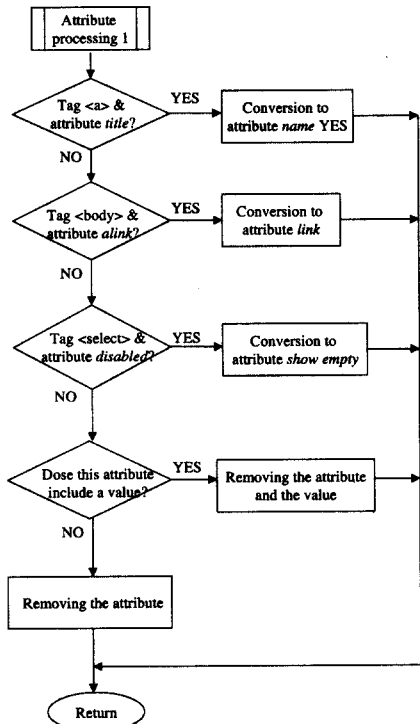 Attribute
processing 1
Tag <a> &
attribute title?
YES
Conversion to
attribute name YES
NO
Tag <body> &
attribute alink?
YES
Conversion to
attribute link
NO
Tag <select> &
attribute disabled?
YES
Conversion to
attribute show empty
NO
Dose this attribute
include a value?
YES
Removing the attribute
and the value
NO
Removing the attribute
Return